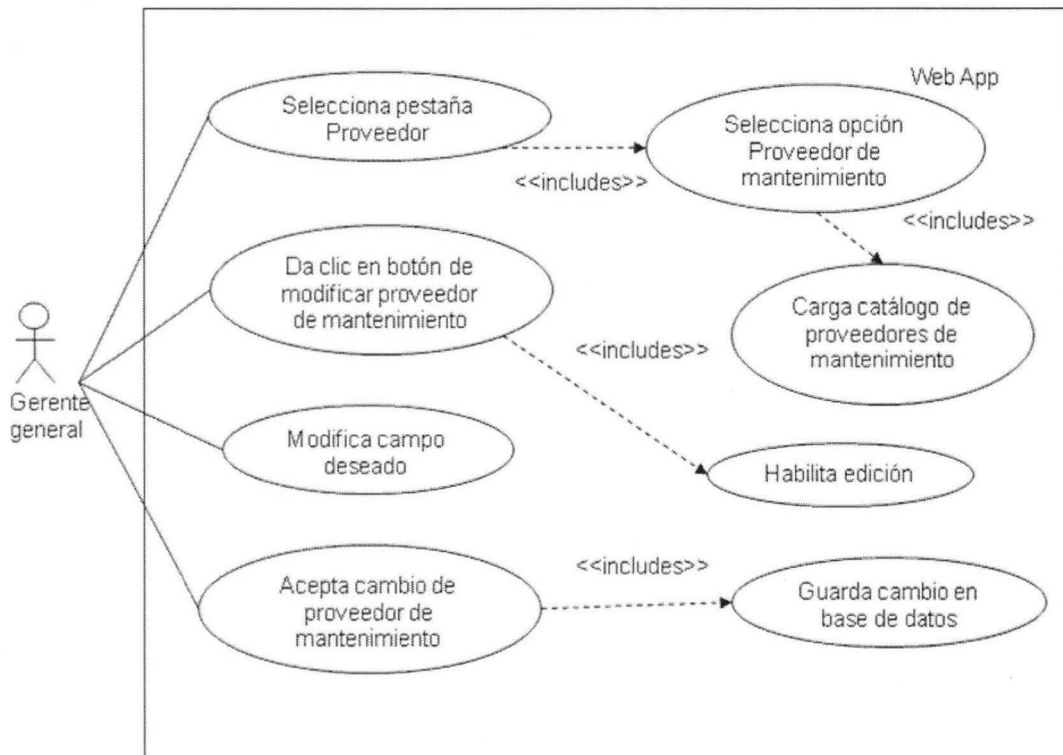 Web App
Selecciona pestaña
Proveedor
Selecciona opción
Proveedor de
mantenimiento
<<includes>>
<<includes>>
Da clic en botón de
modificar proveedor
de mantenimiento
Carga catálogo de
proveedores de
mantenimiento
<<includes>>
Gerente
general
Modifica campo
deseado
Habilita edición
<<includes>>
Acepta cambio de
proveedor de
mantenimiento
Guarda cambio en
base de datos